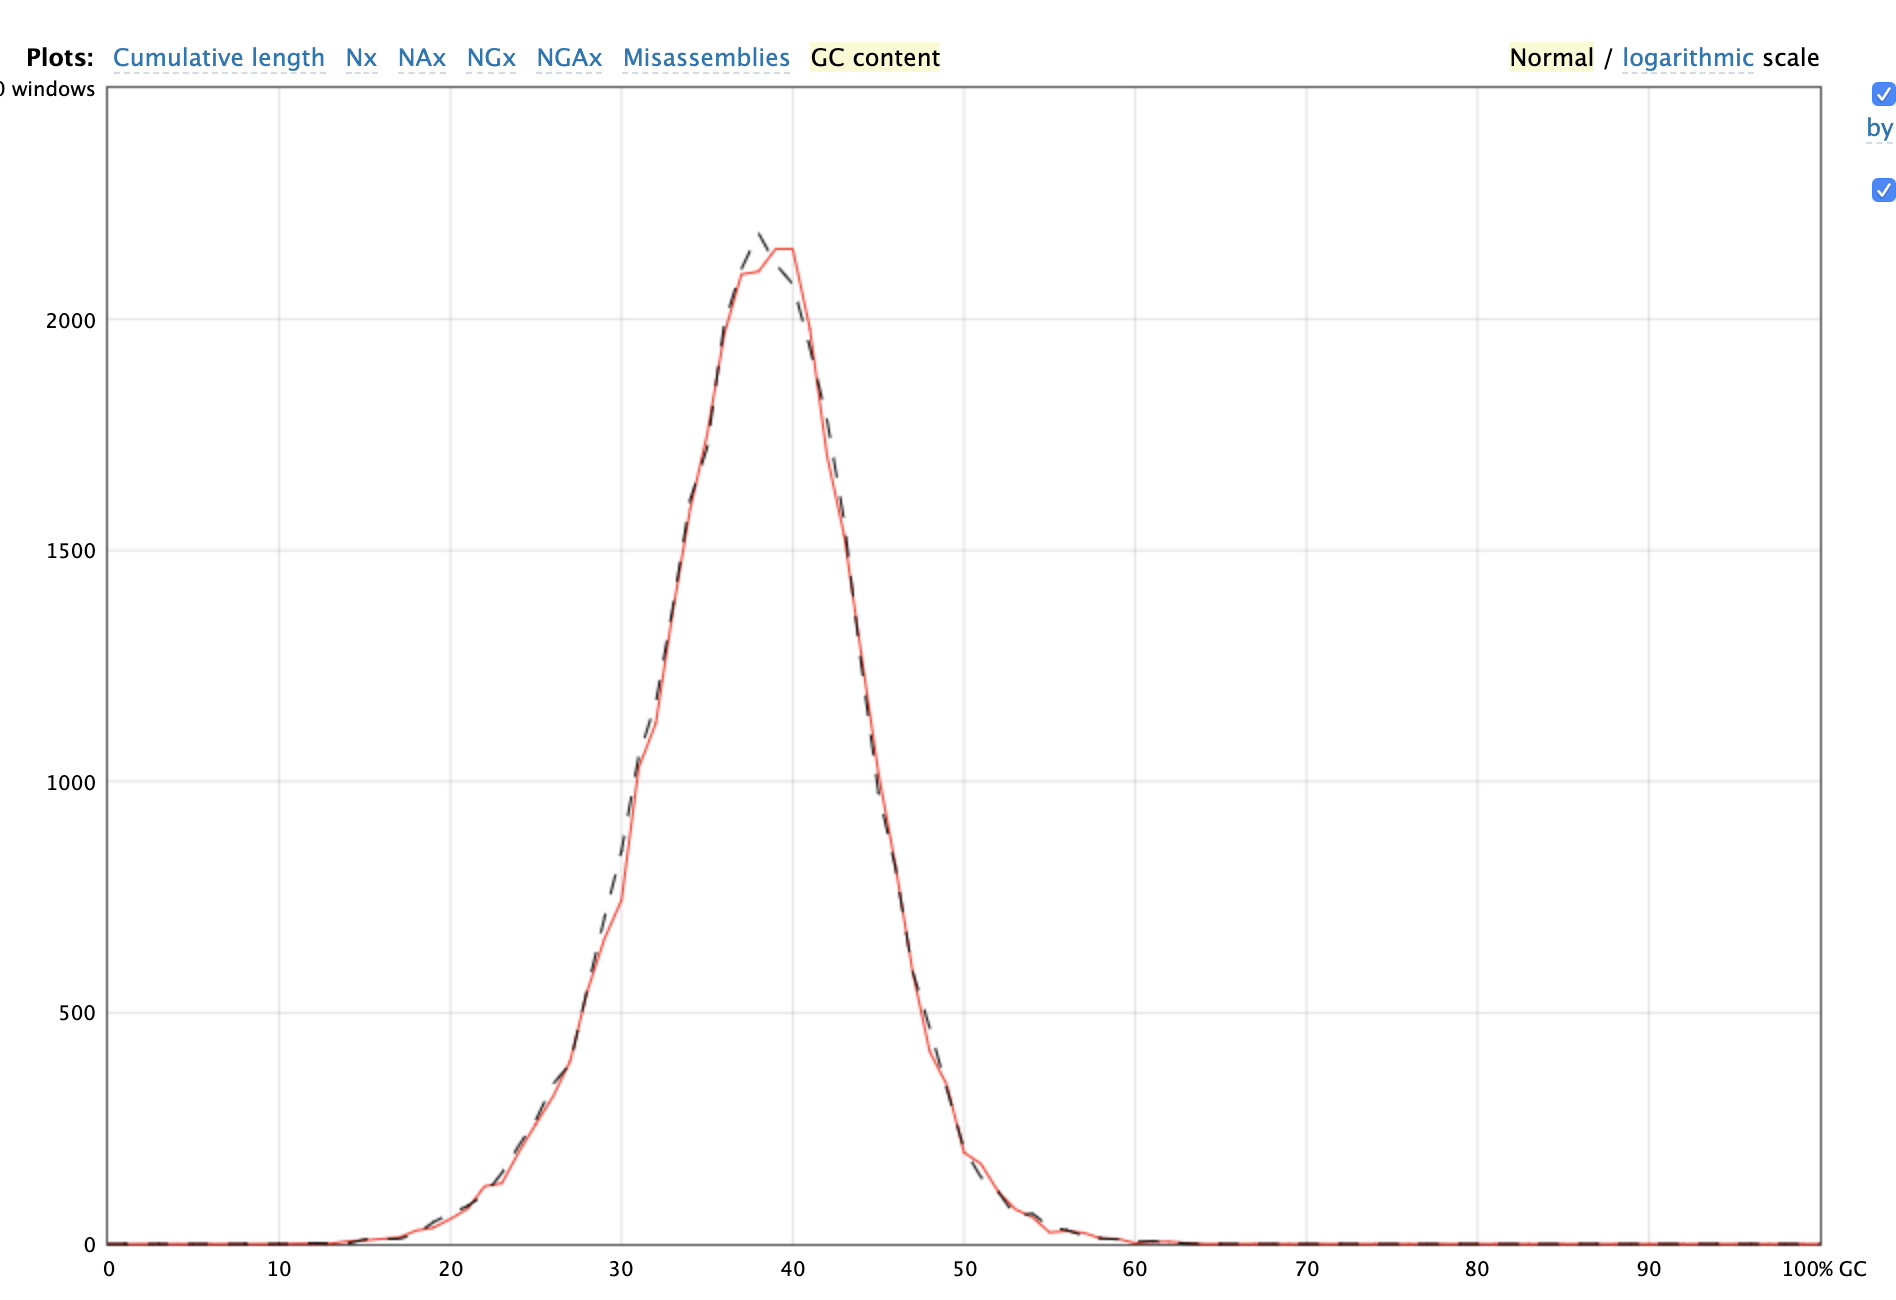 Plots: Cumulative length Nx NAx NGx NGAx Misassemblies GC content Normal / logarithmic scale
0 windows
by
2000
1500
1000
500
0
0 10 20 30 40 50 60 70 80 90 100% GC